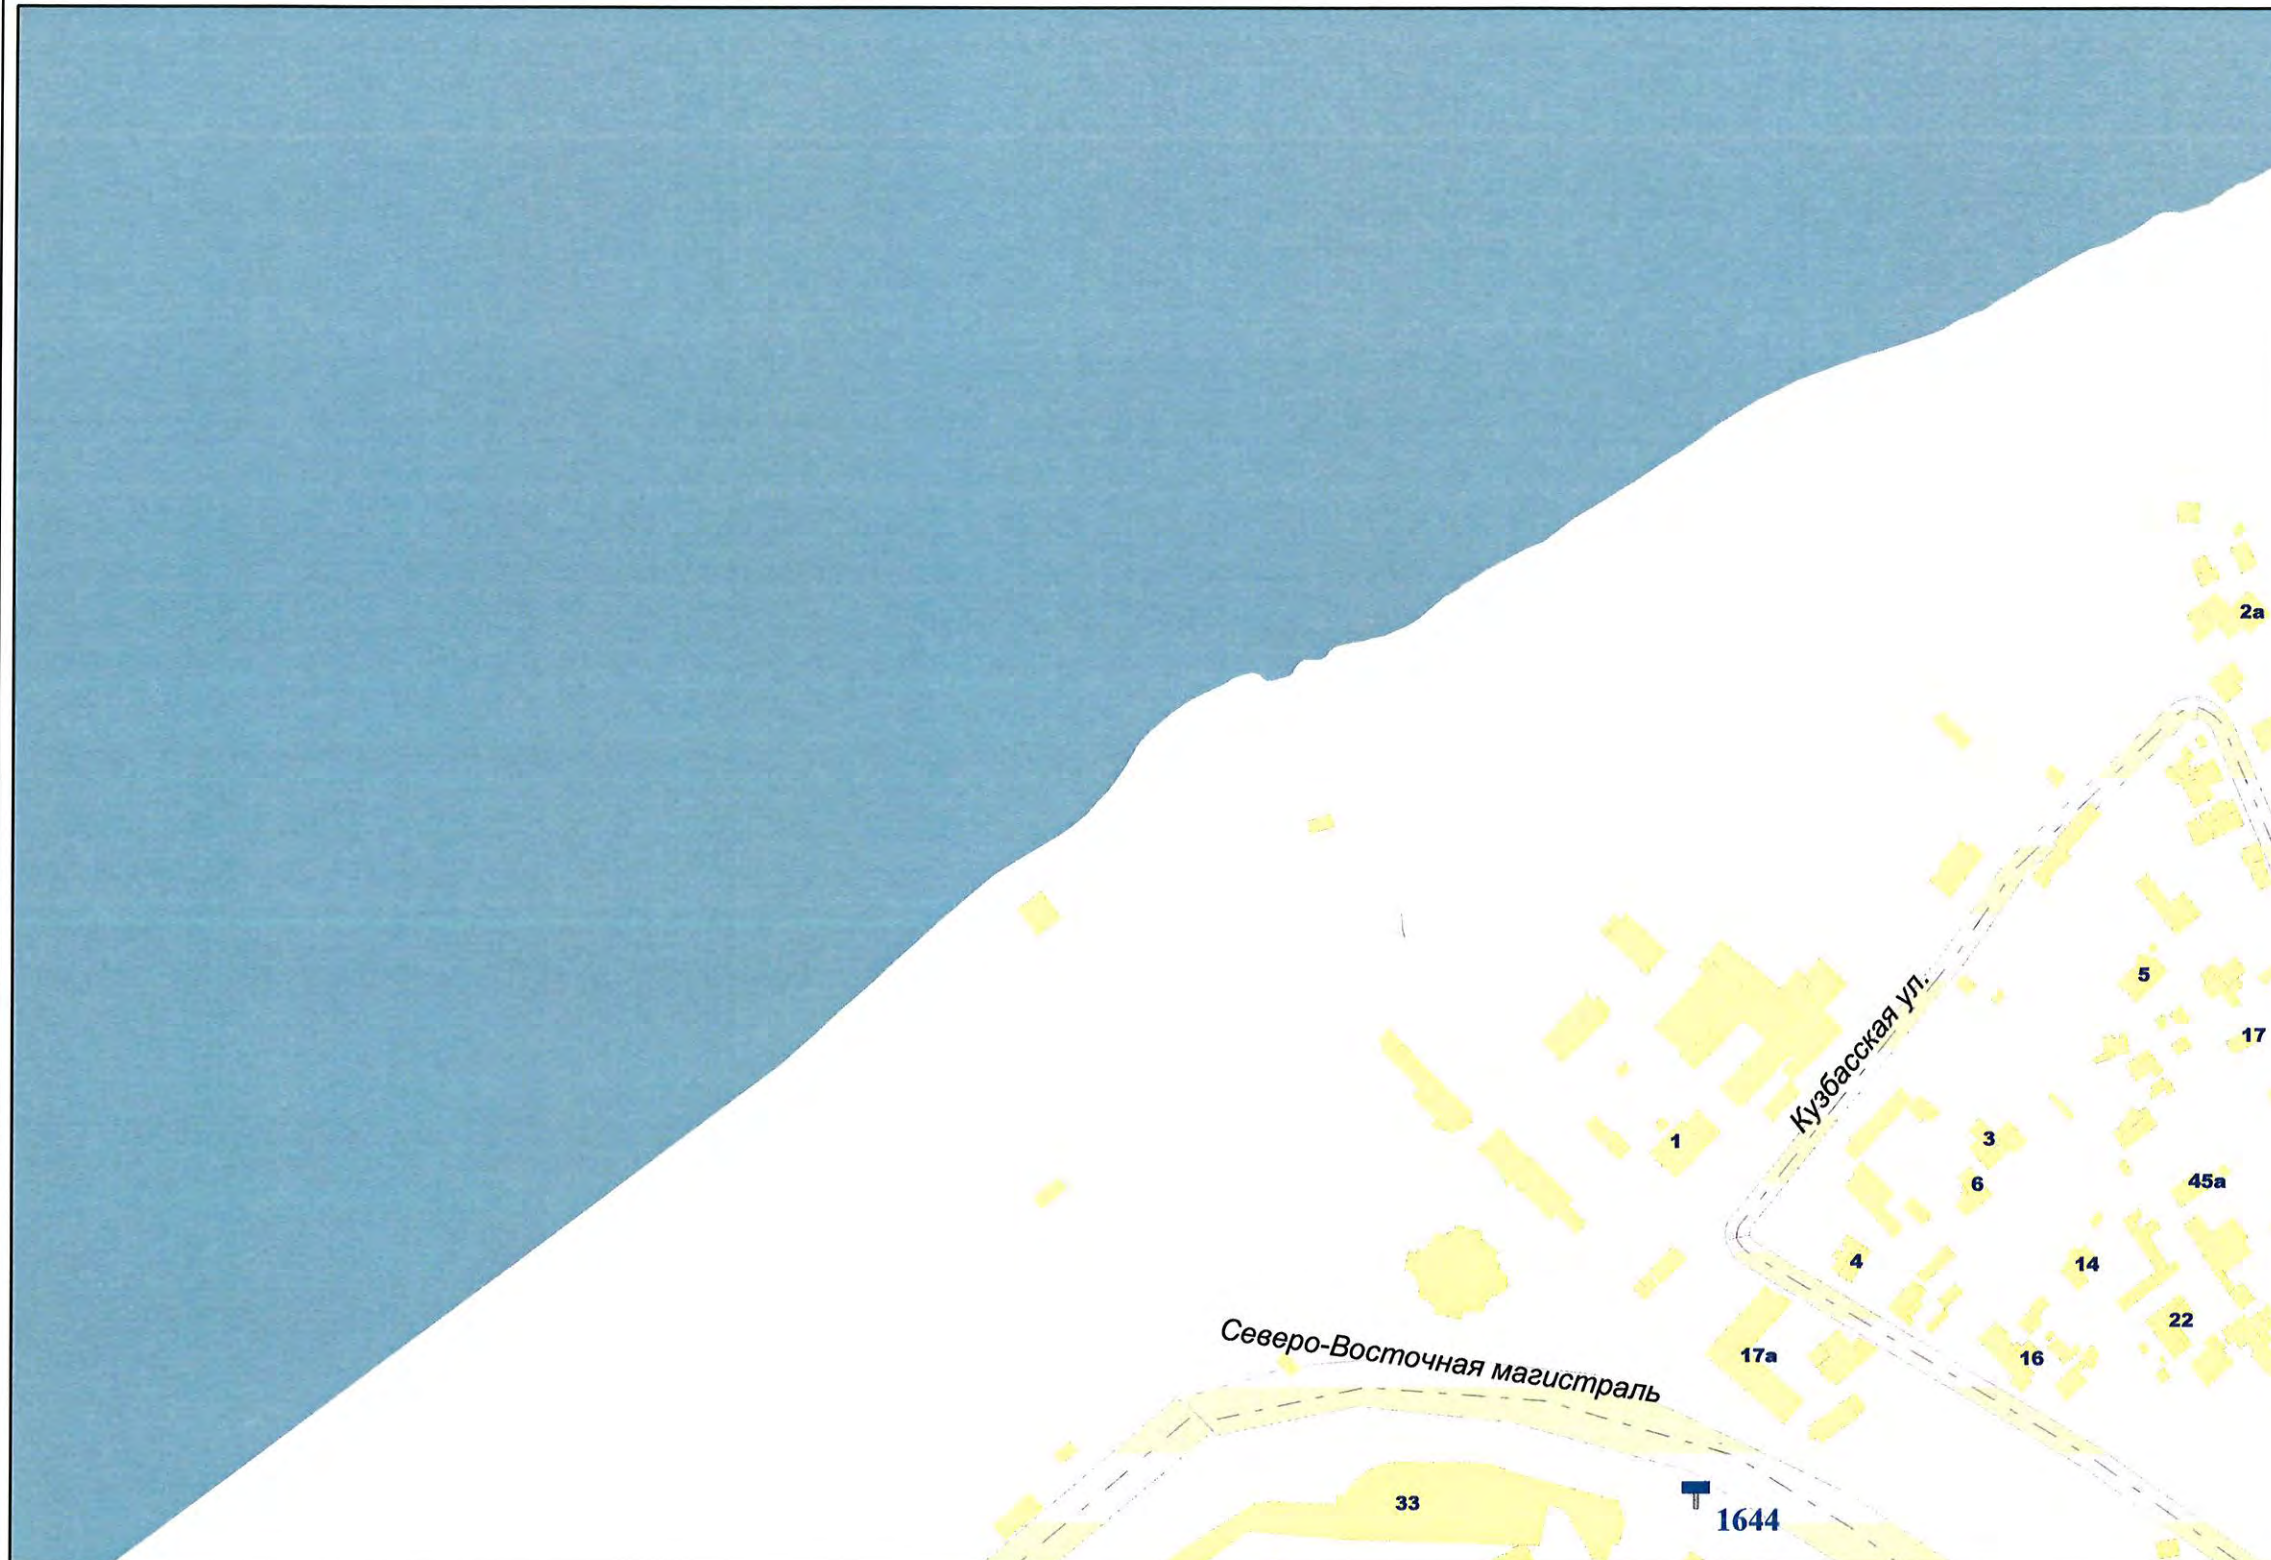 2а
5
17
Кузбасская ул.
1
3
6
45а
4
14
22
Северо-Восточная магистраль
17а
16
33
1644